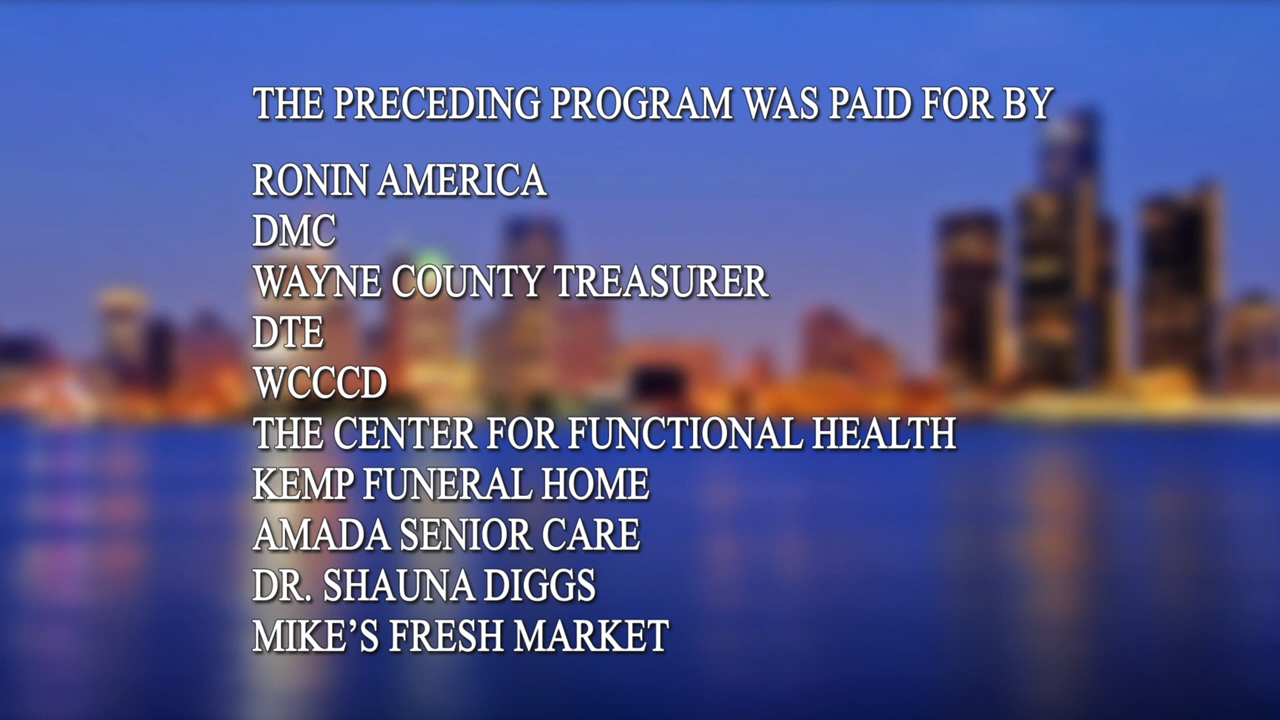 THE PRECEDING PROGRAM WAS PAID FOR BY
RONIN AMERICA
DMC
WAYNE COUNTY TREASURER
DTE
WCCCD
THE CENTER FOR FUNCTIONAL HEALTH
KEMP FUNERAL HOME
AMADA SENIOR CARE
DR. SHAUNA DIGGS
MIKE’S FRESH MARKET